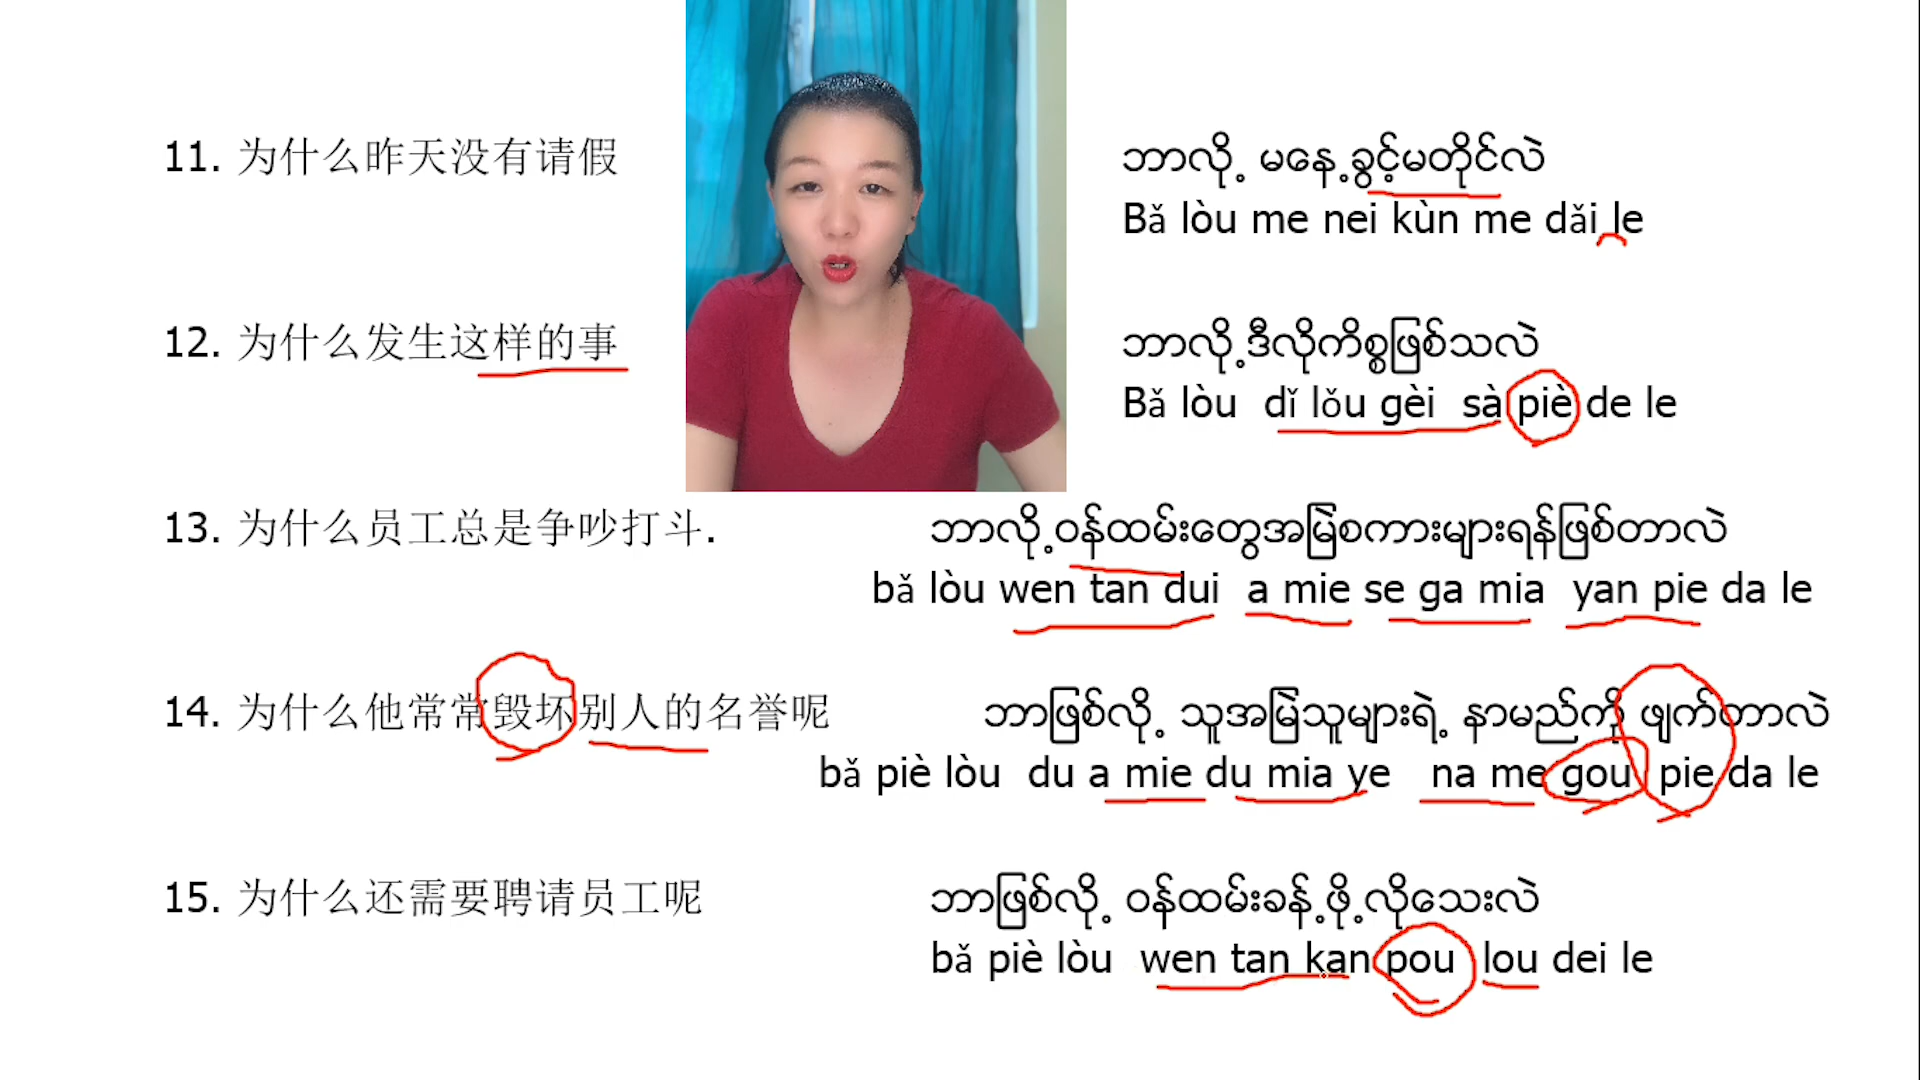 11. 为什么昨天没有请假
ဘာလို့ မနေ့ခွင့်မတိုင်လဲ
Bǎ lòu me nei kùn me dǎi le
12. 为什么发生这样的事
ဘာလို့ဒီလိုကိစ္စဖြစ်သလဲ
Bǎ lòu dǐ lǒu gèi sà piè de le
13. 为什么员工总是争吵打斗.
ဘာလို့ဝန်ထမ်းတွေအမြဲစကားများရန်ဖြစ်တာလဲ
bǎ lòu wen tan dui a mie se ga mia yan pie da le
14. 为什么他常常毁坏别人的名誉呢
ဘာဖြစ်လို့ သူအမြဲသူများရဲ့ နာမည်ကို ဖျက်တာလဲ
bǎ piè lòu du a mie du mia ye na me gou pie da le
15. 为什么还需要聘请员工呢
ဘာဖြစ်လို့ ဝန်ထမ်းခန့်ဖို့လိုသေးလဲ
bǎ piè lòu wen tan kan pou lou dei le